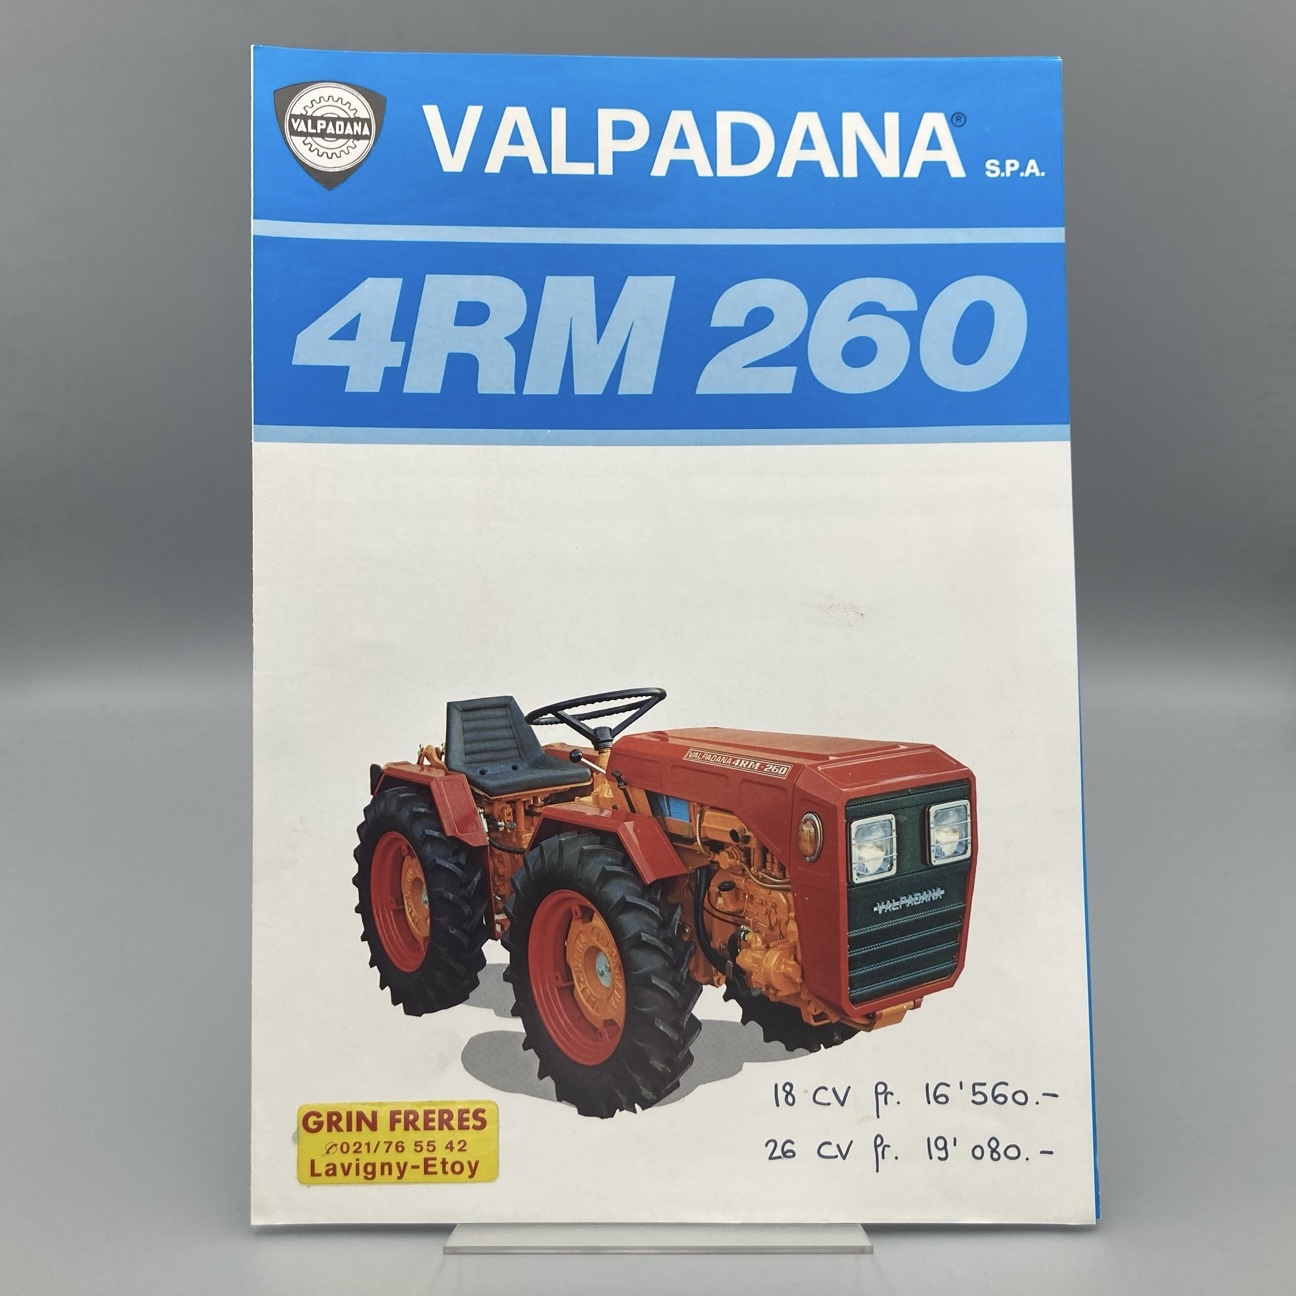 VALPADANA
VALPADANA® S.P.A.
4RM 260
VALPADANA 4RM-260
VALPADANA
GRIN FRERES
✆021/76 55 42
Lavigny-Etoy
18 CV fr. 16'560.-
26 CV fr. 19'080.-